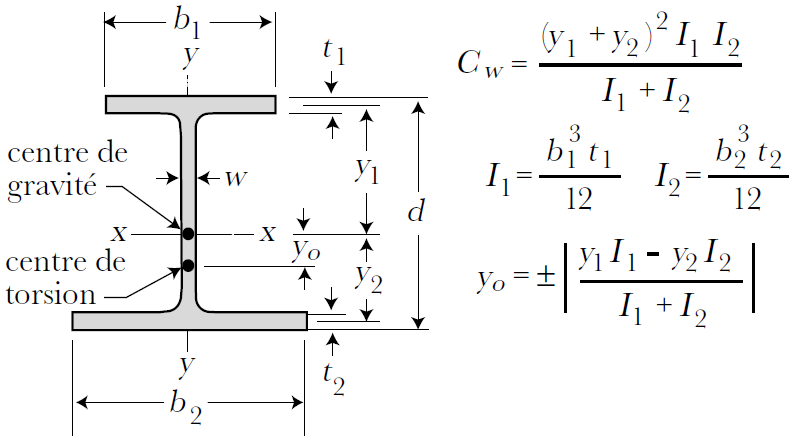 b₁
y
t₁
centre de
gravité
w
y₁
d
x
x
yₒ
centre de
torsion
y₂
y
t₂
b₂
C_w = (y₁ + y₂)² I₁ I₂ / (I₁ + I₂)
I₁ = b₁³ t₁ / 12 I₂ = b₂³ t₂ / 12
yₒ = ± | (y₁ I₁ - y₂ I₂) / (I₁ + I₂) |